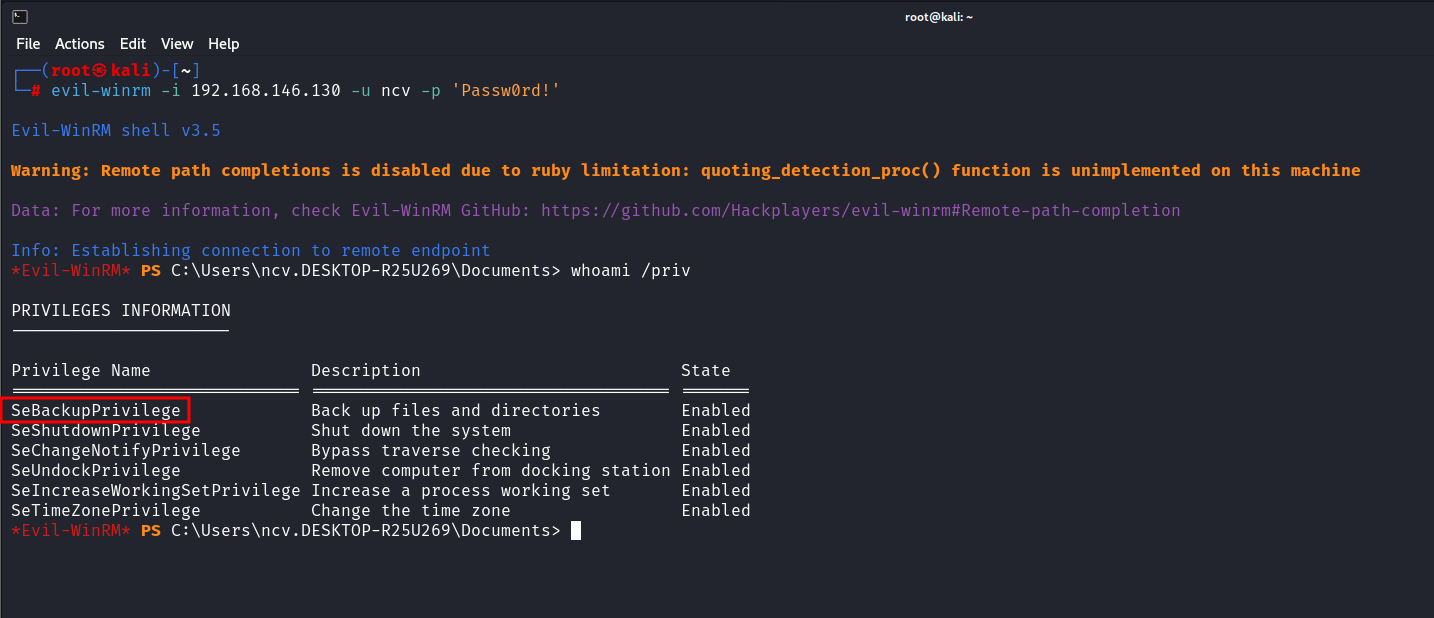 root@kali: ~
File Actions Edit View Help
┌──(root㉿kali)-[~]
└─# evil-winrm -i 192.168.146.130 -u ncv -p 'Passw0rd!'
Evil-WinRM shell v3.5
Warning: Remote path completions is disabled due to ruby limitation: quoting_detection_proc() function is unimplemented on this machine
Data: For more information, check Evil-WinRM GitHub: https://github.com/Hackplayers/evil-winrm#Remote-path-completion
Info: Establishing connection to remote endpoint
*Evil-WinRM* PS C:\Users\ncv.DESKTOP-R25U269\Documents> whoami /priv
PRIVILEGES INFORMATION
Privilege Name Description State
SeBackupPrivilege Back up files and directories Enabled
SeShutdownPrivilege Shut down the system Enabled
SeChangeNotifyPrivilege Bypass traverse checking Enabled
SeUndockPrivilege Remove computer from docking station Enabled
SeIncreaseWorkingSetPrivilege Increase a process working set Enabled
SeTimeZonePrivilege Change the time zone Enabled
*Evil-WinRM* PS C:\Users\ncv.DESKTOP-R25U269\Documents>